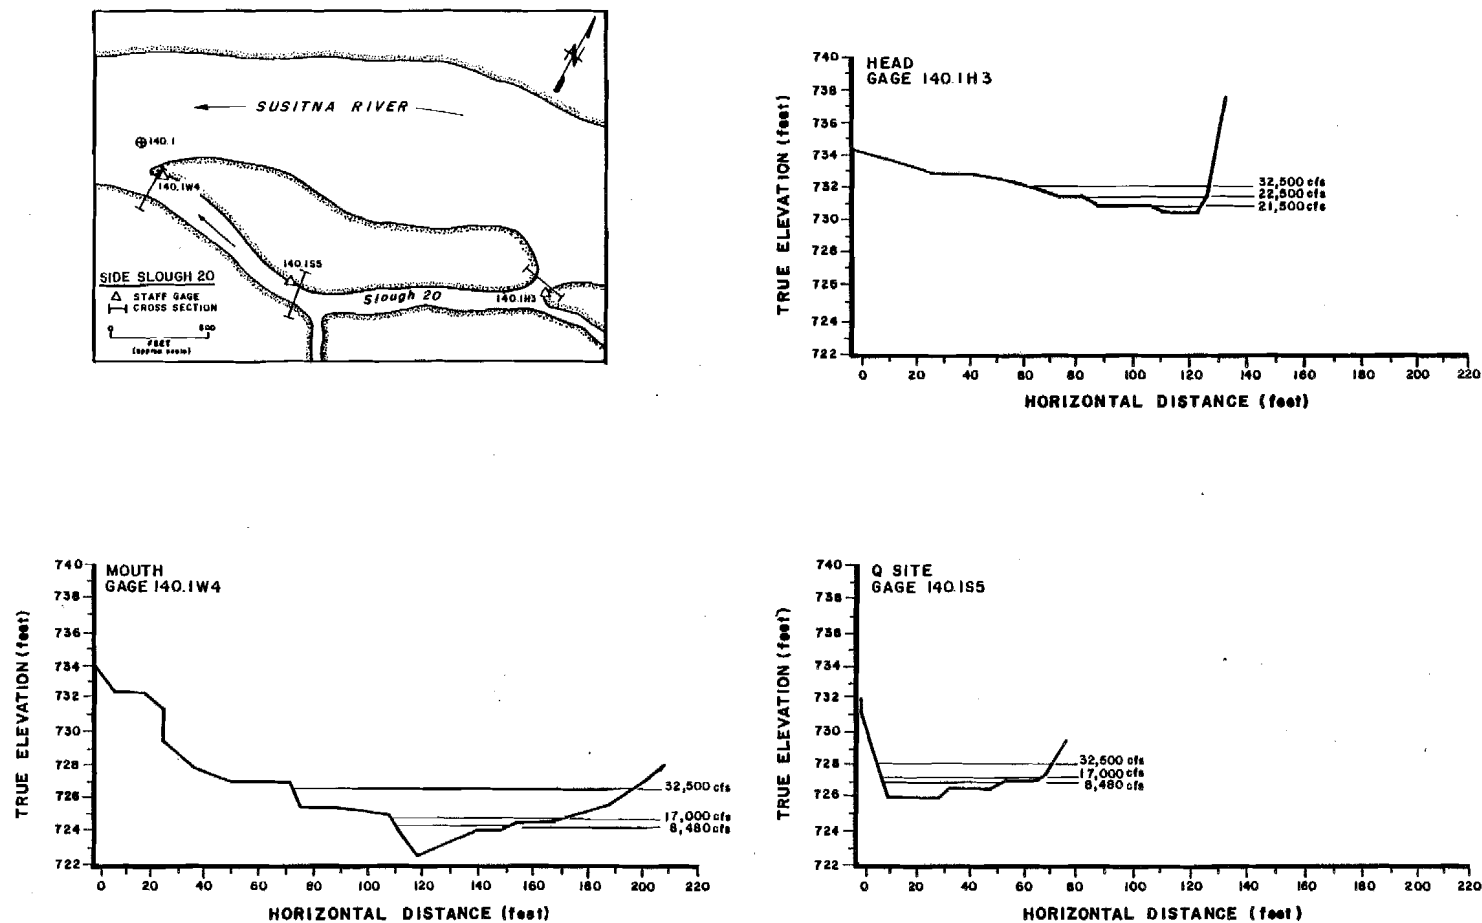 N
SUSITNA RIVER
140.1
140.1W4
140.1S5
SIDE SLOUGH 20
STAFF GAGE
CROSS SECTION
0
600
FEET
(approx scale)
Slough 20
140.1H3
HEAD
GAGE 140.1H3
740
738
736
734
732
730
728
726
724
722
TRUE ELEVATION (feet)
32,500 cfs
22,500 cfs
21,500 cfs
0 20 40 60 80 100 120 140 160 180 200 220
HORIZONTAL DISTANCE (feet)
MOUTH
GAGE 140.1W4
740
738
736
734
732
730
728
726
724
722
TRUE ELEVATION (feet)
32,500 cfs
17,000 cfs
8,480 cfs
0 20 40 60 80 100 120 140 160 180 200 220
HORIZONTAL DISTANCE (feet)
Q SITE
GAGE 140.1S5
740
738
736
734
732
730
728
726
724
722
TRUE ELEVATION (feet)
32,500 cfs
17,000 cfs
8,480 cfs
0 20 40 60 80 100 120 140 160 180 200 220
HORIZONTAL DISTANCE (feet)